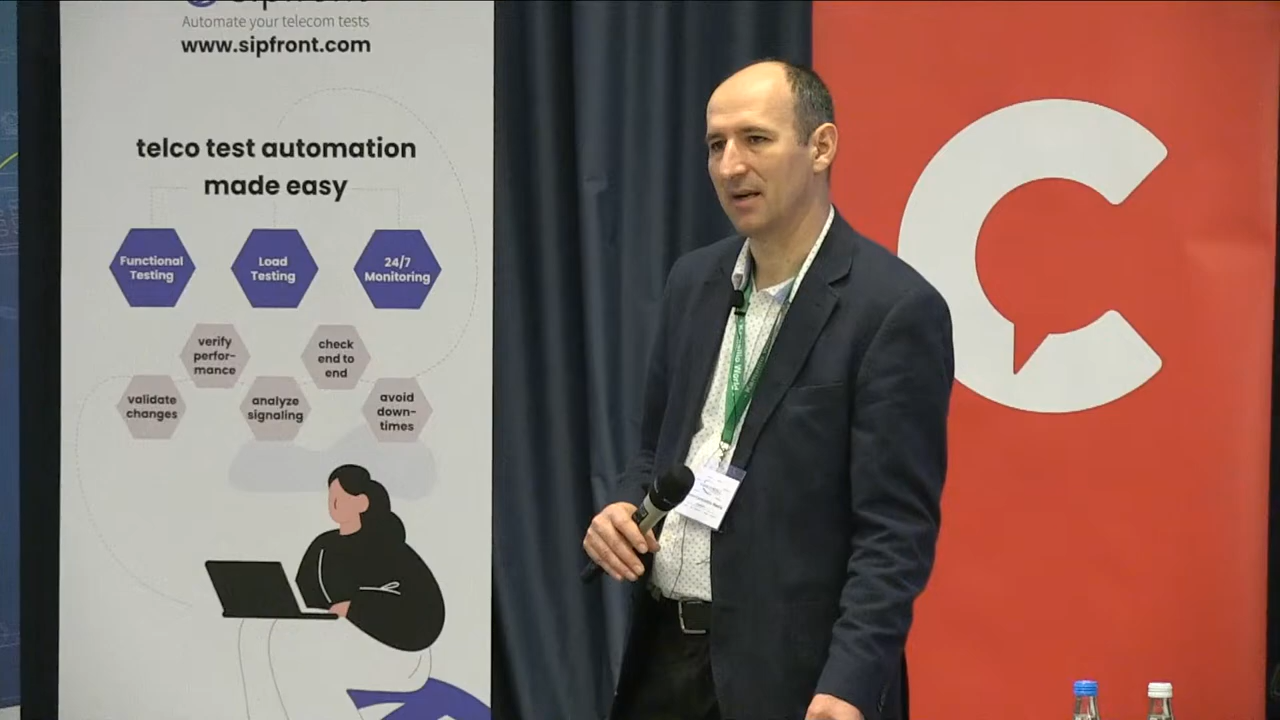 Automate your telecom tests
www.sipfront.com
telco test automation
made easy
Functional
Testing
Load
Testing
24/7
Monitoring
verify
perfor-
mance
check
end to
end
validate
changes
analyze
signaling
avoid
down-
times
World